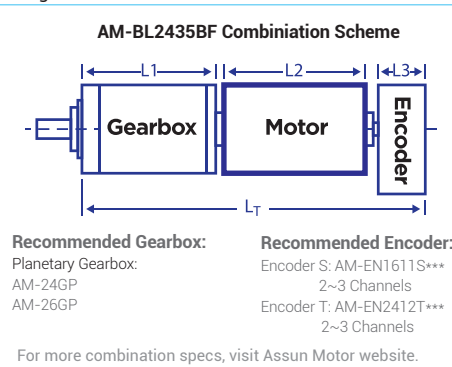 AM-BL2435BF Combiniation Scheme
L1
L2
L3
Gearbox
Motor
Encoder
LT
Recommended Gearbox:
Planetary Gearbox:
AM-24GP
AM-26GP
Recommended Encoder:
Encoder S: AM-EN1611S***
2~3 Channels
Encoder T: AM-EN2412T***
2~3 Channels
For more combination specs, visit Assun Motor website.